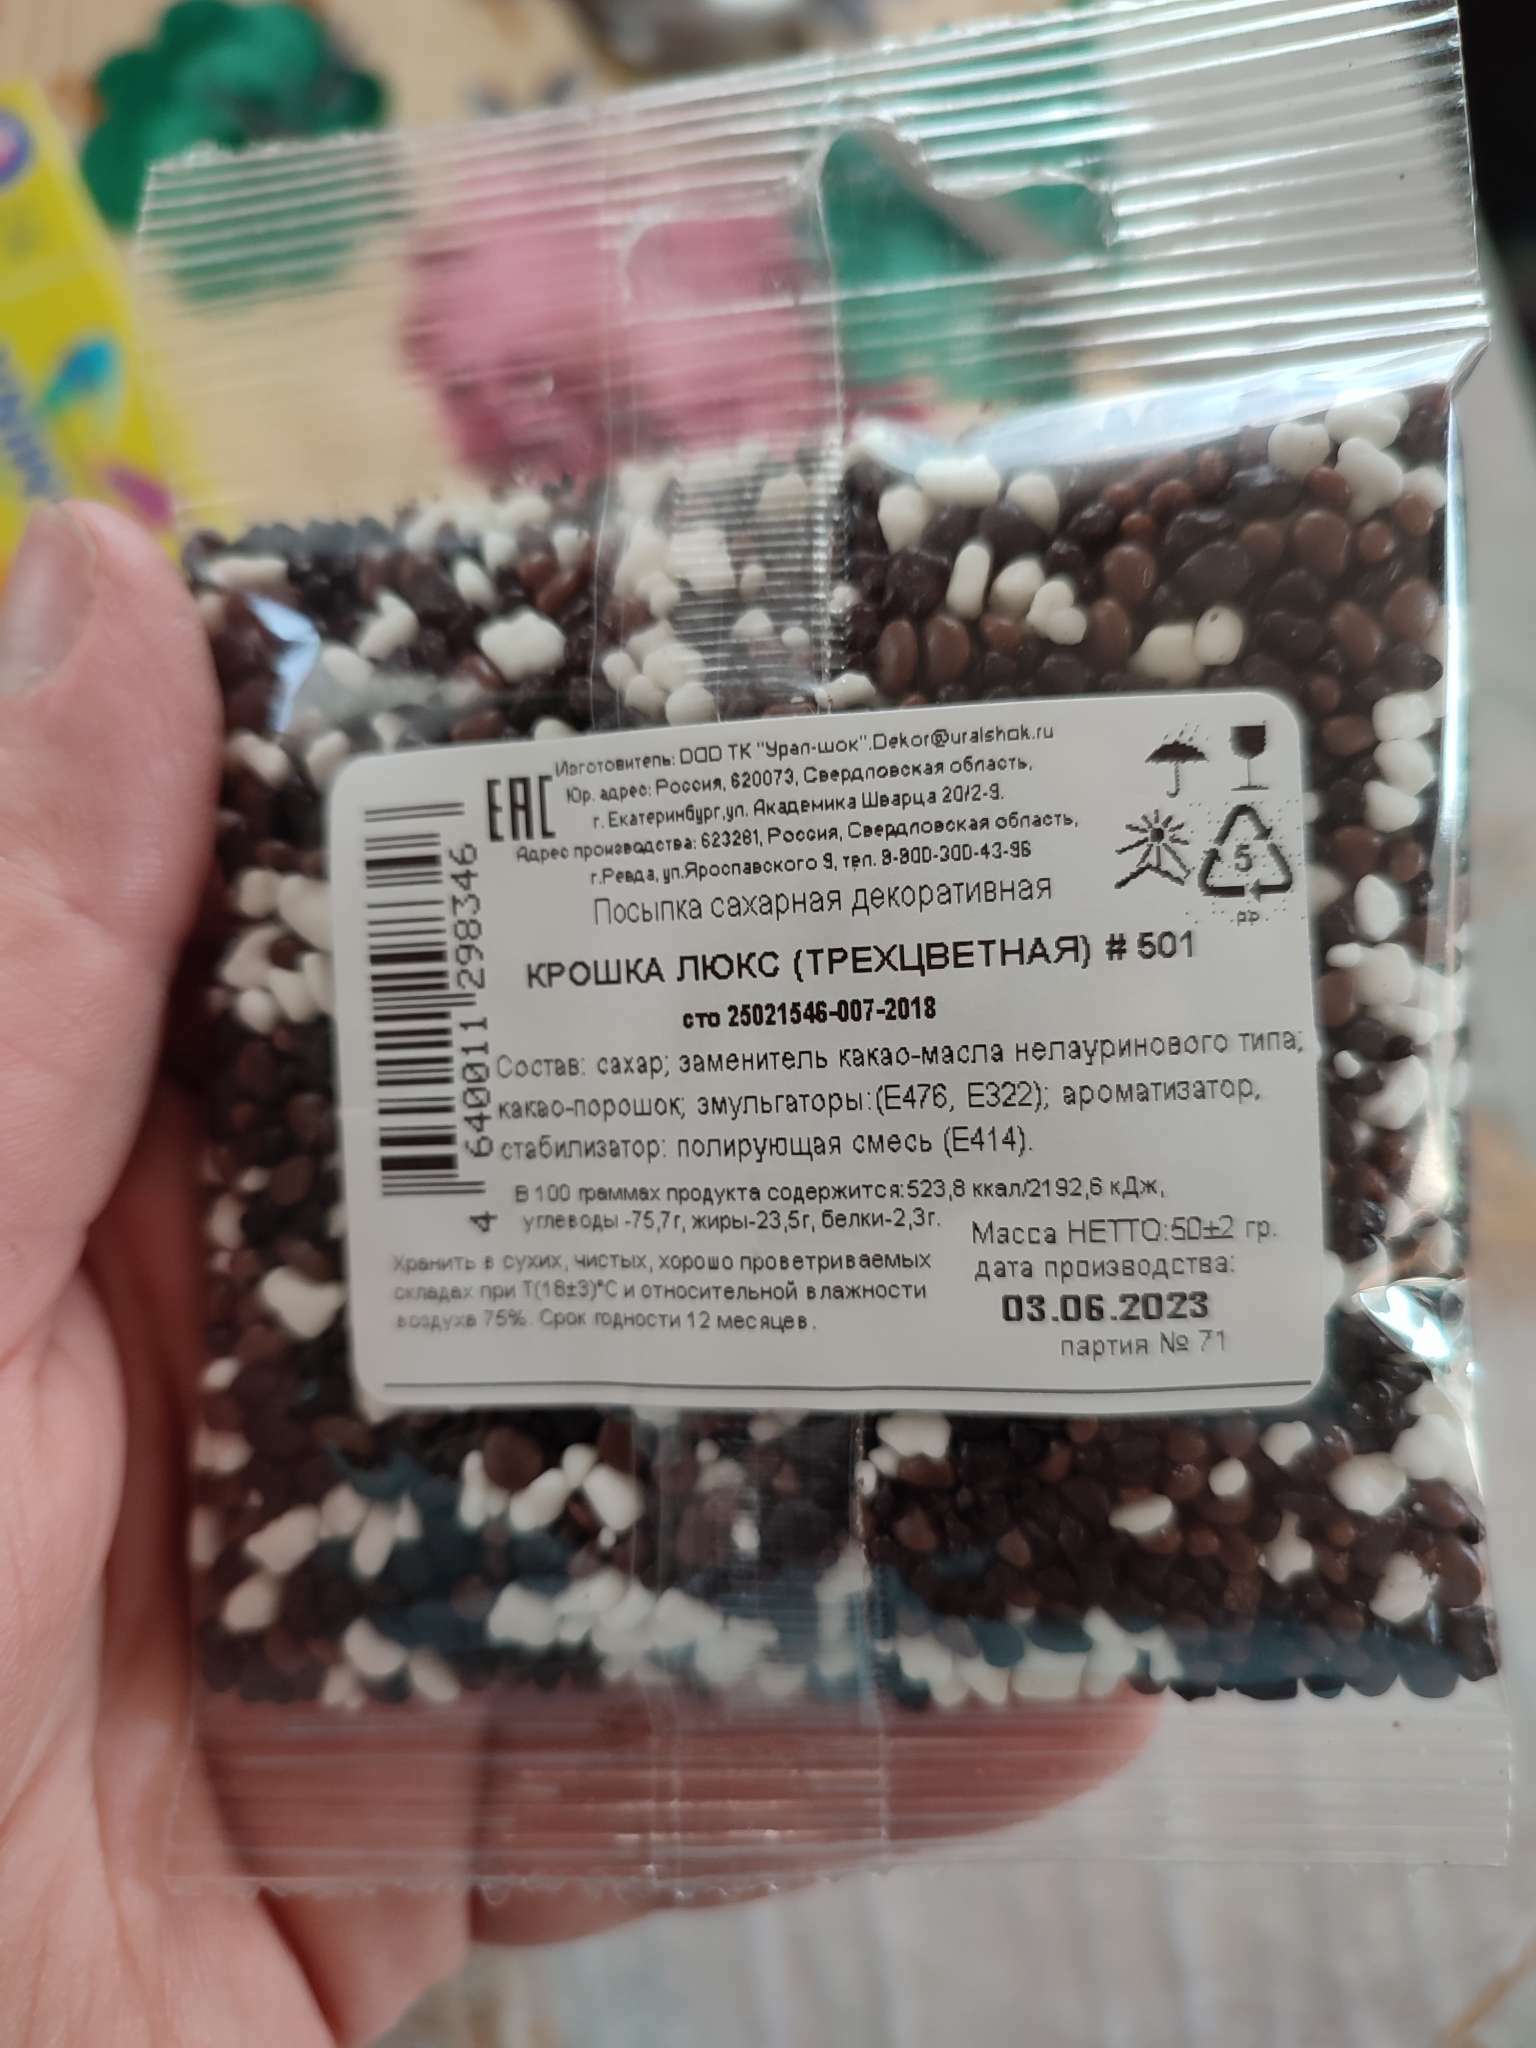 EAC
Изготовитель: ООО ТК "Урал-шок".Dekor@uralshok.ru
Юр. адрес: Россия, 620073, Свердловская область,
г. Екатеринбург,ул. Академика Шварца 20/2-9.
Адрес производства: 623281, Россия, Свердловская область,
г.Ревда, ул.Ярославского 9, тел. 8-800-300-43-96
5
pp
Посыпка сахарная декоративная
КРОШКА ЛЮКС (ТРЕХЦВЕТНАЯ) # 501
сто 25021546-007-2018
Состав: сахар; заменитель какао-масла нелауринового типа;
какао-порошок; эмульгаторы:(Е476, Е322); ароматизатор,
стабилизатор: полирующая смесь (Е414).
В 100 граммах продукта содержится:523,8 ккал/2192,6 кДж,
углеводы -75,7г, жиры-23,5г, белки-2,3г.
Масса НЕТТО:50±2 гр.
Хранить в сухих, чистых, хорошо проветриваемых
складах при Т(18±3)°С и относительной влажности
воздуха 75%. Срок годности 12 месяцев.
дата производства:
03.06.2023
партия № 71
4 640011 298346